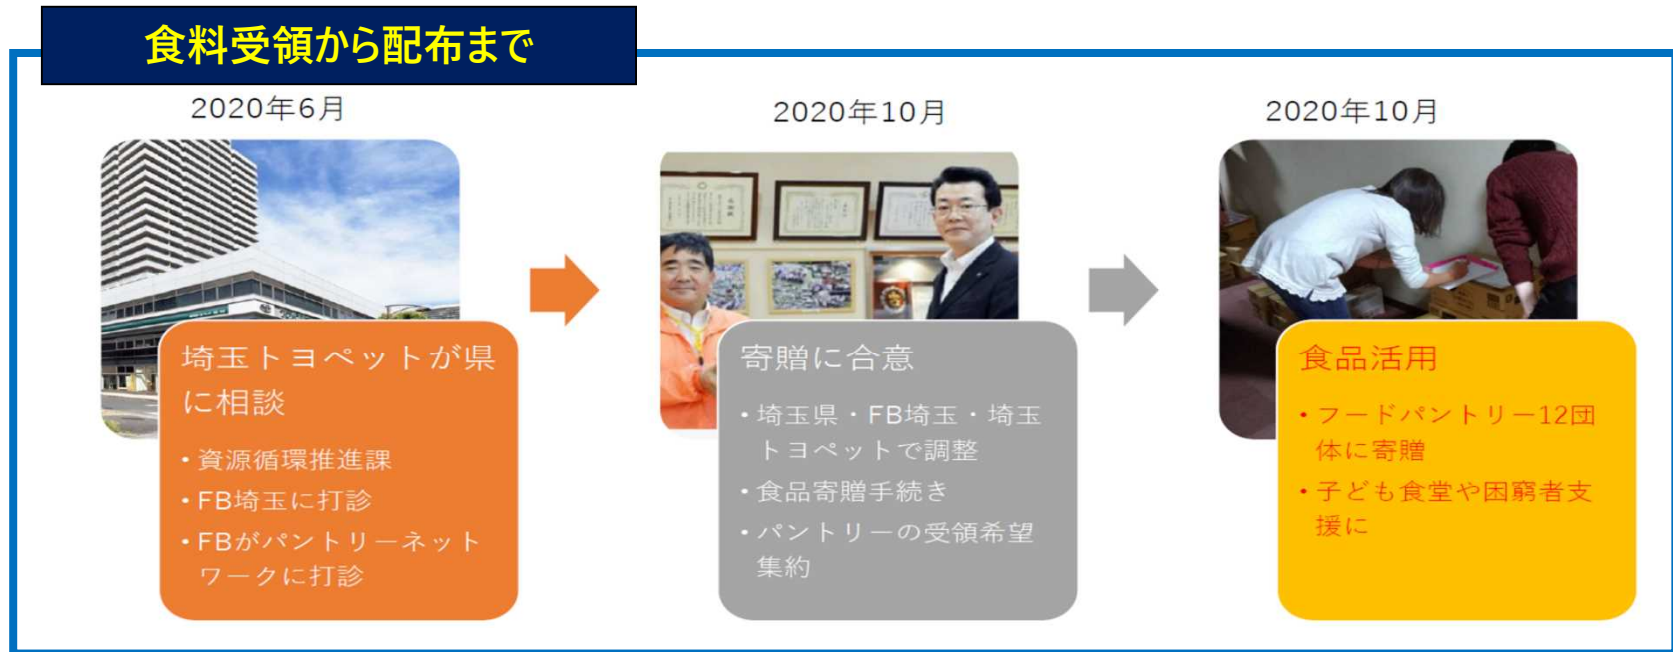 食料受領から配布まで
2020年6月
埼玉トヨペットが県
に相談
・資源循環推進課
・FB埼玉に打診
・FBがパントリーネット
ワークに打診
2020年10月
寄贈に合意
・埼玉県・FB埼玉・埼玉
トヨペットで調整
・食品寄贈手続き
・パントリーの受領希望
集約
2020年10月
食品活用
・フードパントリー12団
体に寄贈
・子ども食堂や困窮者支
援に